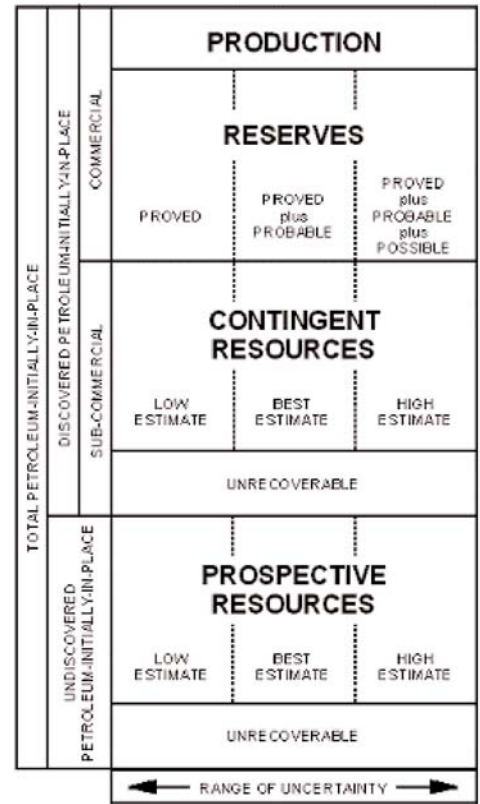 TOTAL PETROLEUM-INITIALLY-IN-PLACE
DISCOVERED PETROLEUM-INITIALLY-IN-PLACE
COMMERCIAL
PRODUCTION
RESERVES
PROVED
PROVED
plus
PROBABLE
PROVED
plus
PROBABLE
plus
POSSIBLE
SUB-COMMERCIAL
CONTINGENT
RESOURCES
LOW
ESTIMATE
BEST
ESTIMATE
HIGH
ESTIMATE
UNRECOVERABLE
UNDISCOVERED
PETROLEUM-INITIALLY-IN-PLACE
PROSPECTIVE
RESOURCES
LOW
ESTIMATE
BEST
ESTIMATE
HIGH
ESTIMATE
UNRECOVERABLE
RANGE OF UNCERTAINTY